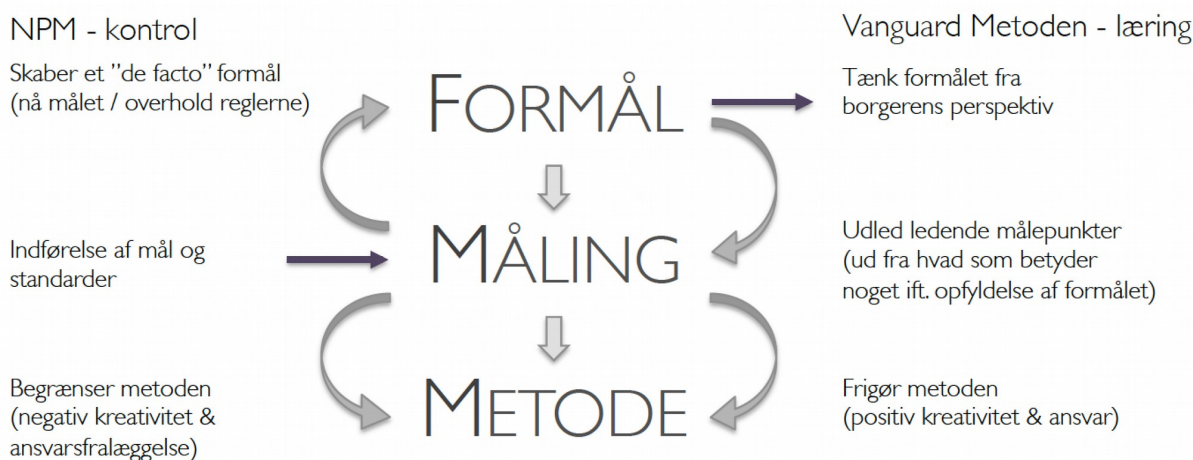 NPM - kontrol
Skaber et ”de facto” formål
(nå målet / overhold reglerne)
Indførelse af mål og
standarder
Begrænser metoden
(negativ kreativitet &
ansvarsfralæggelse)
FORMÅL
MÅLING
METODE
Vanguard Metoden - læring
Tænk formålet fra
borgerens perspektiv
Udled ledende målepunkter
(ud fra hvad som betyder
noget ift. opfyldelse af formålet)
Frigør metoden
(positiv kreativitet & ansvar)